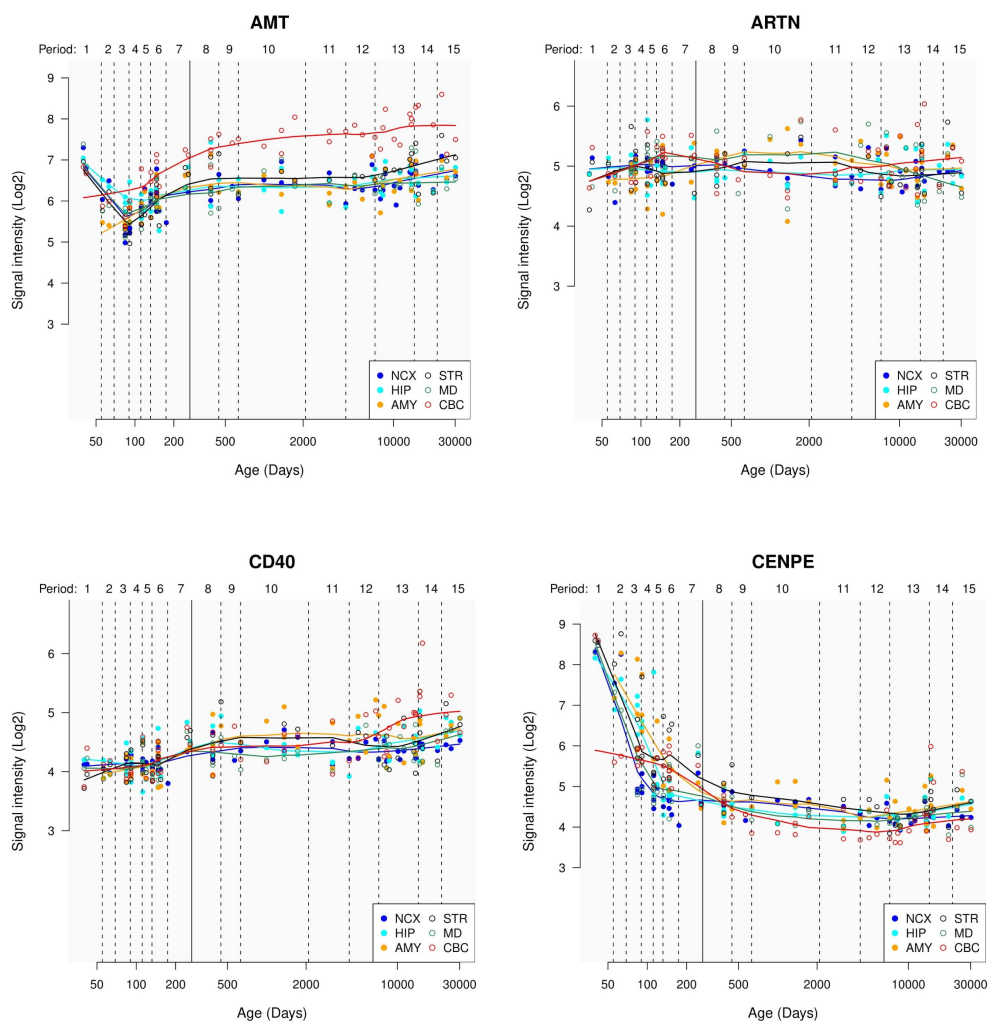 AMT
Period: 1 2 3 4 5 6 7 8 9 10 11 12 13 14 15
9
8
7
6
5
4
3
Signal intensity (Log2)
NCX STR
HIP MD
AMY CBC
50 100 200 500 2000 10000 30000
Age (Days)
ARTN
Period: 1 2 3 4 5 6 7 8 9 10 11 12 13 14 15
6
5
4
3
Signal intensity (Log2)
NCX STR
HIP MD
AMY CBC
50 100 200 500 2000 10000 30000
Age (Days)
CD40
Period: 1 2 3 4 5 6 7 8 9 10 11 12 13 14 15
6
5
4
3
Signal intensity (Log2)
NCX STR
HIP MD
AMY CBC
50 100 200 500 2000 10000 30000
Age (Days)
CENPE
Period: 1 2 3 4 5 6 7 8 9 10 11 12 13 14 15
9
8
7
6
5
4
3
Signal intensity (Log2)
NCX STR
HIP MD
AMY CBC
50 100 200 500 2000 10000 30000
Age (Days)